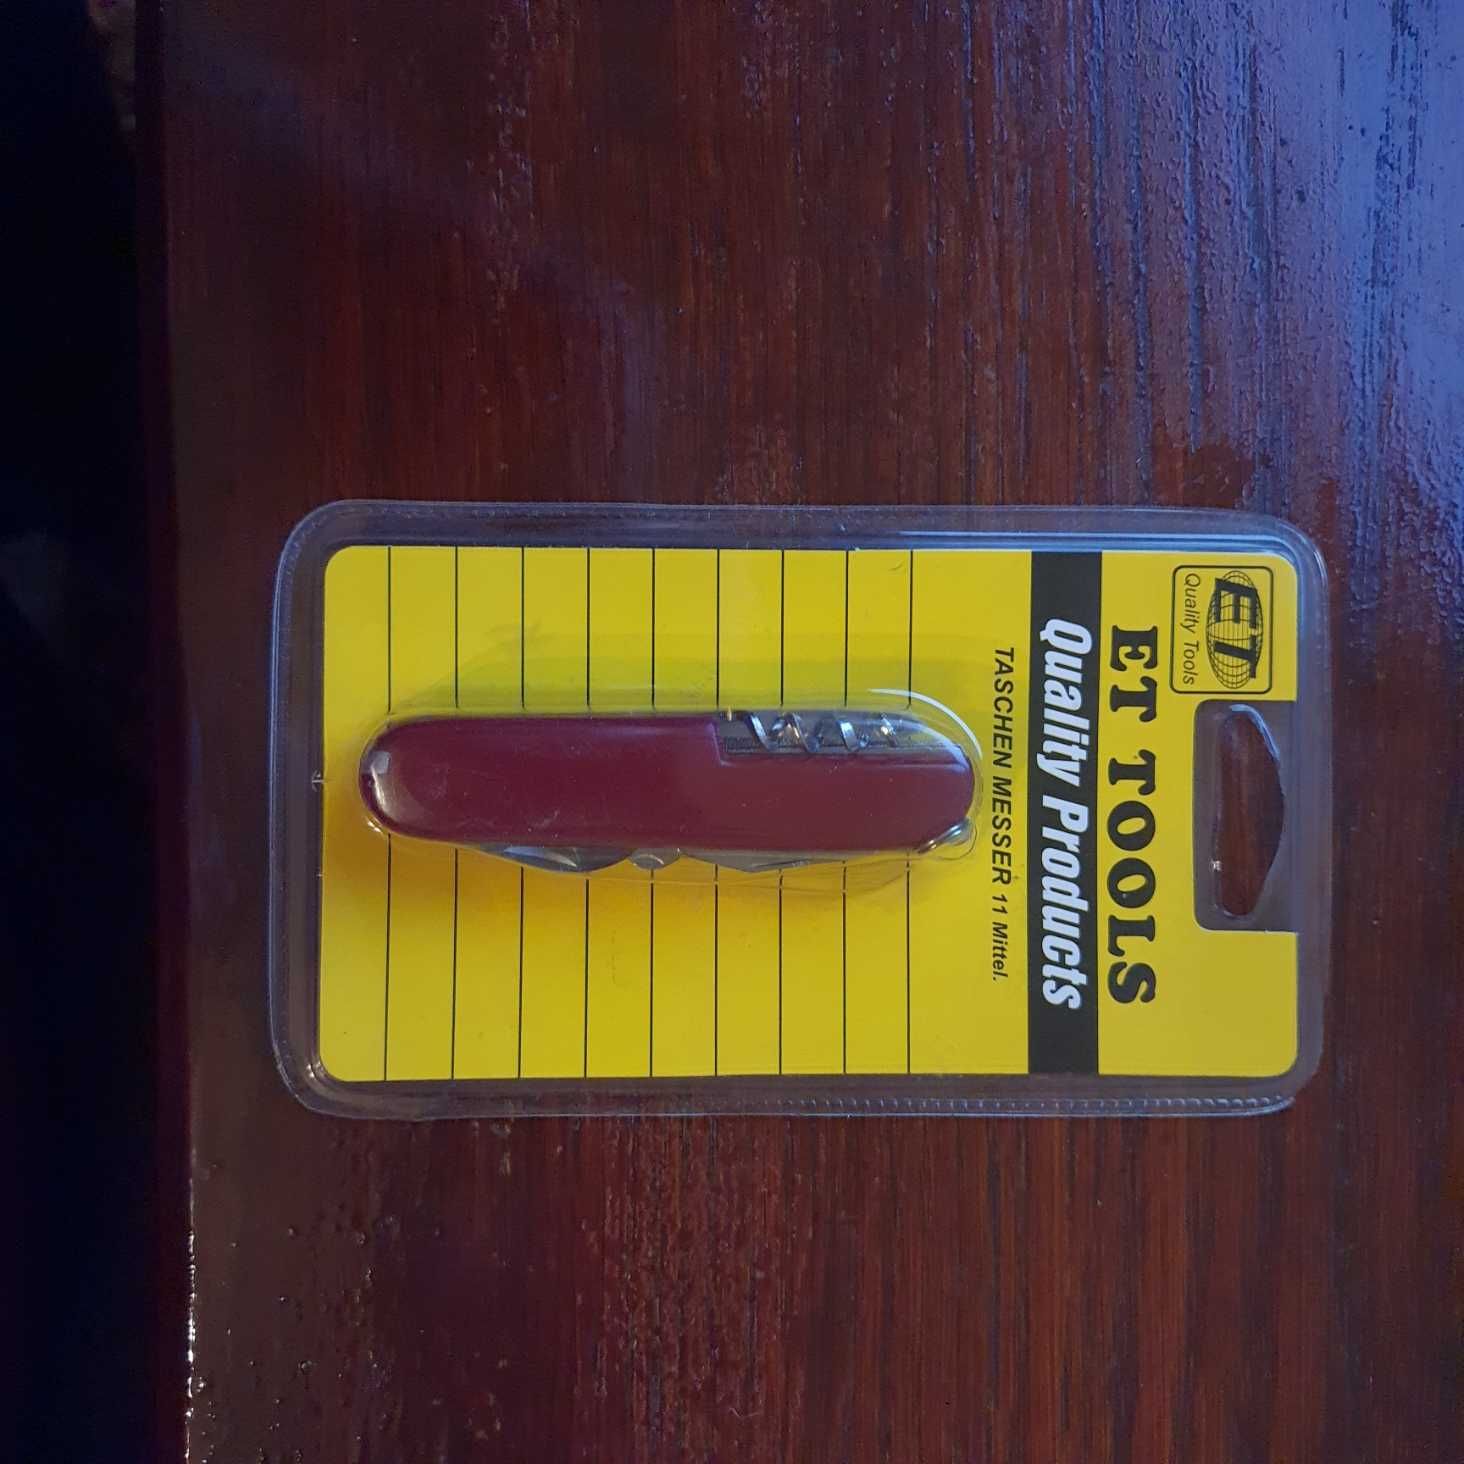 ET
Quality Tools
ET TOOLS
Quality Products
TASCHEN MESSER 11 Mittel.